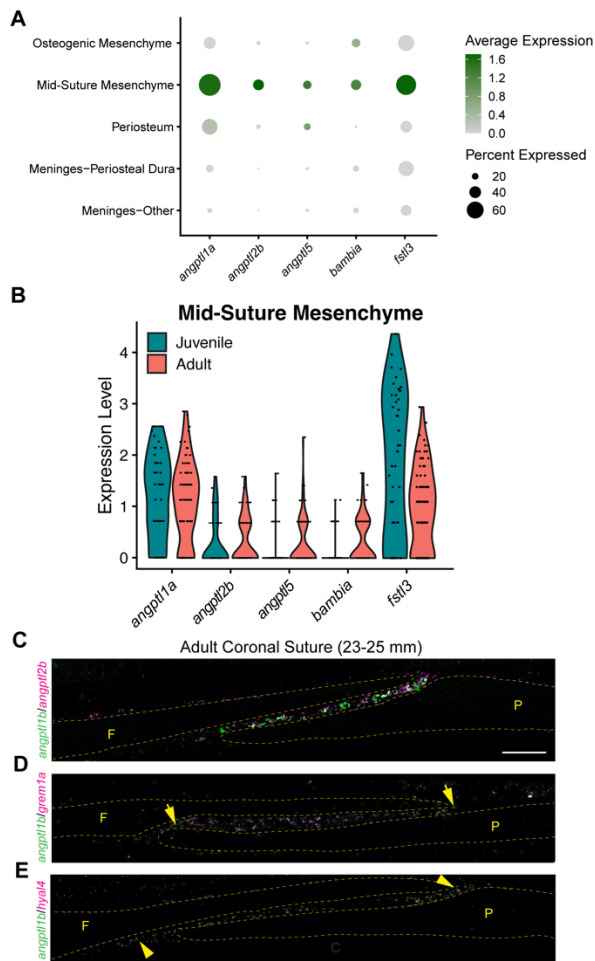 A
Osteogenic Mesenchyme
Mid-Suture Mesenchyme
Periosteum
Meninges-Periosteal Dura
Meninges-Other
angptl1a
angptl2b
angptl5
bambia
fstl3
Average Expression
1.6
1.2
0.8
0.4
0.0
Percent Expressed
20
40
60
B
Mid-Suture Mesenchyme
Juvenile
Adult
Expression Level
4
3
2
1
0
angptl1a
angptl2b
angptl5
bambia
fstl3
C
Adult Coronal Suture (23-25 mm)
angptl1b/angptl2b
F
P
D
angptl1b/grem1a
F
P
E
angptl1b/hyal4
F
P
C